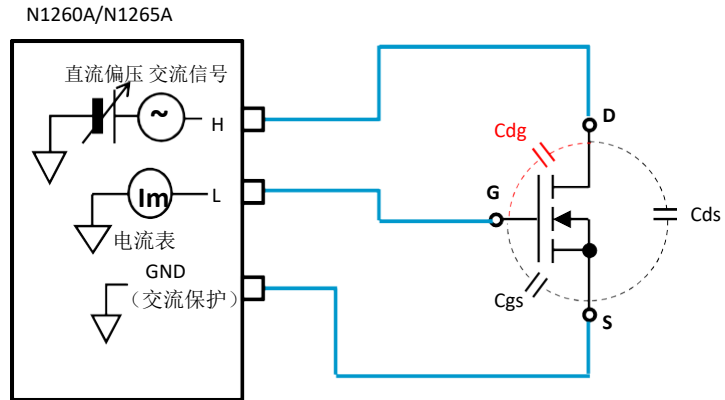 N1260A/N1265A
直流偏压 交流信号
~
H
Im
L
电流表
GND
（交流保护）
D
Cdg
G
Cds
Cgs
S